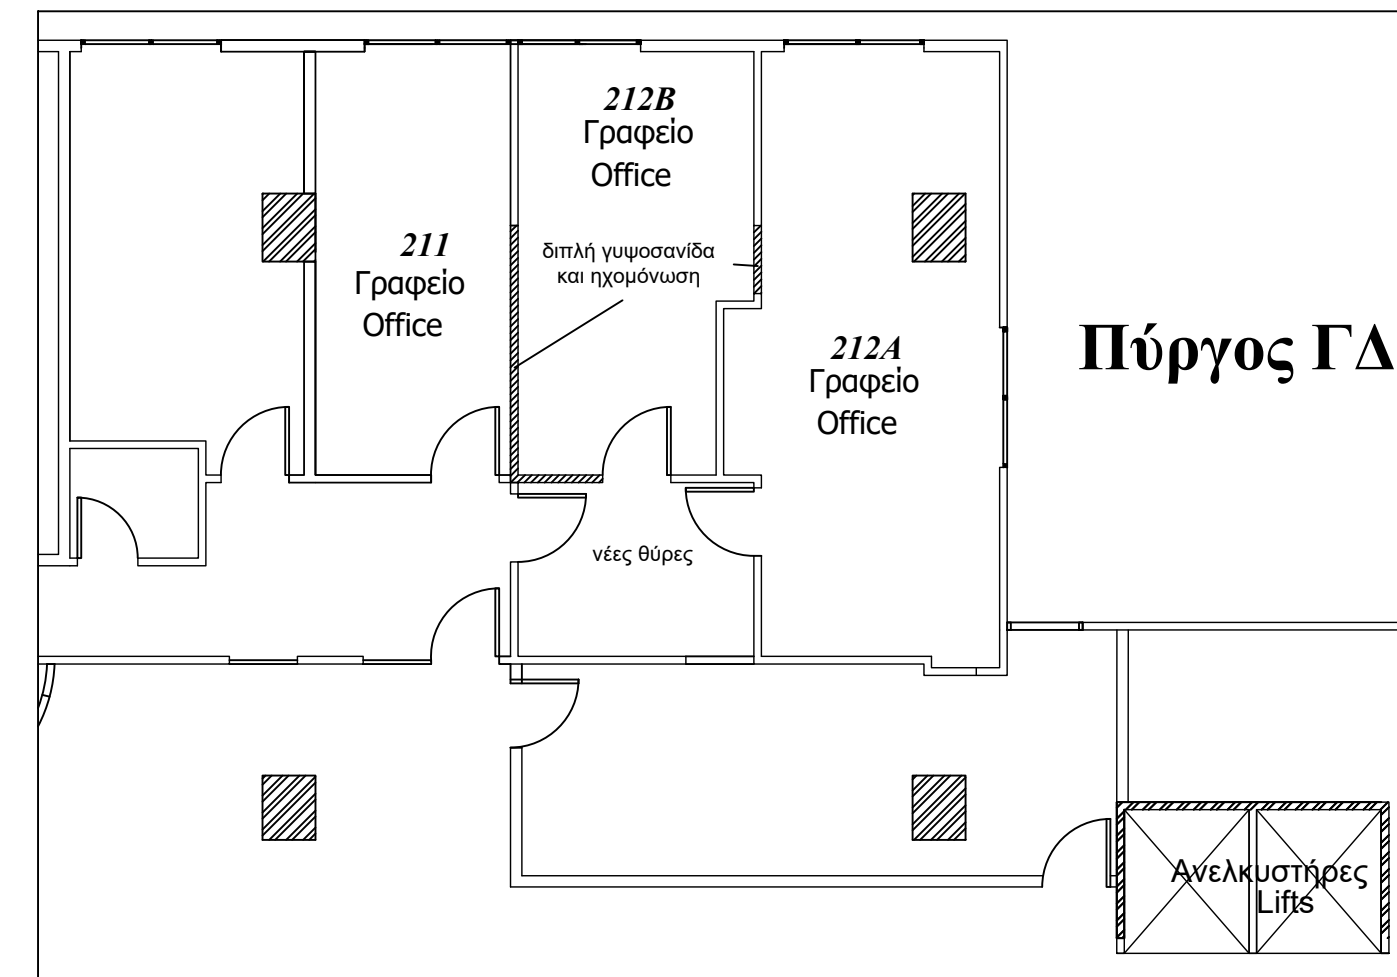 212B
Γραφείο
Office
211
Γραφείο
Office
διπλή γυψοσανίδα
και ηχομόνωση
212A
Γραφείο
Office
Πύργος ΓΔ
νέες θύρες
Ανελκυστήρες
Lifts